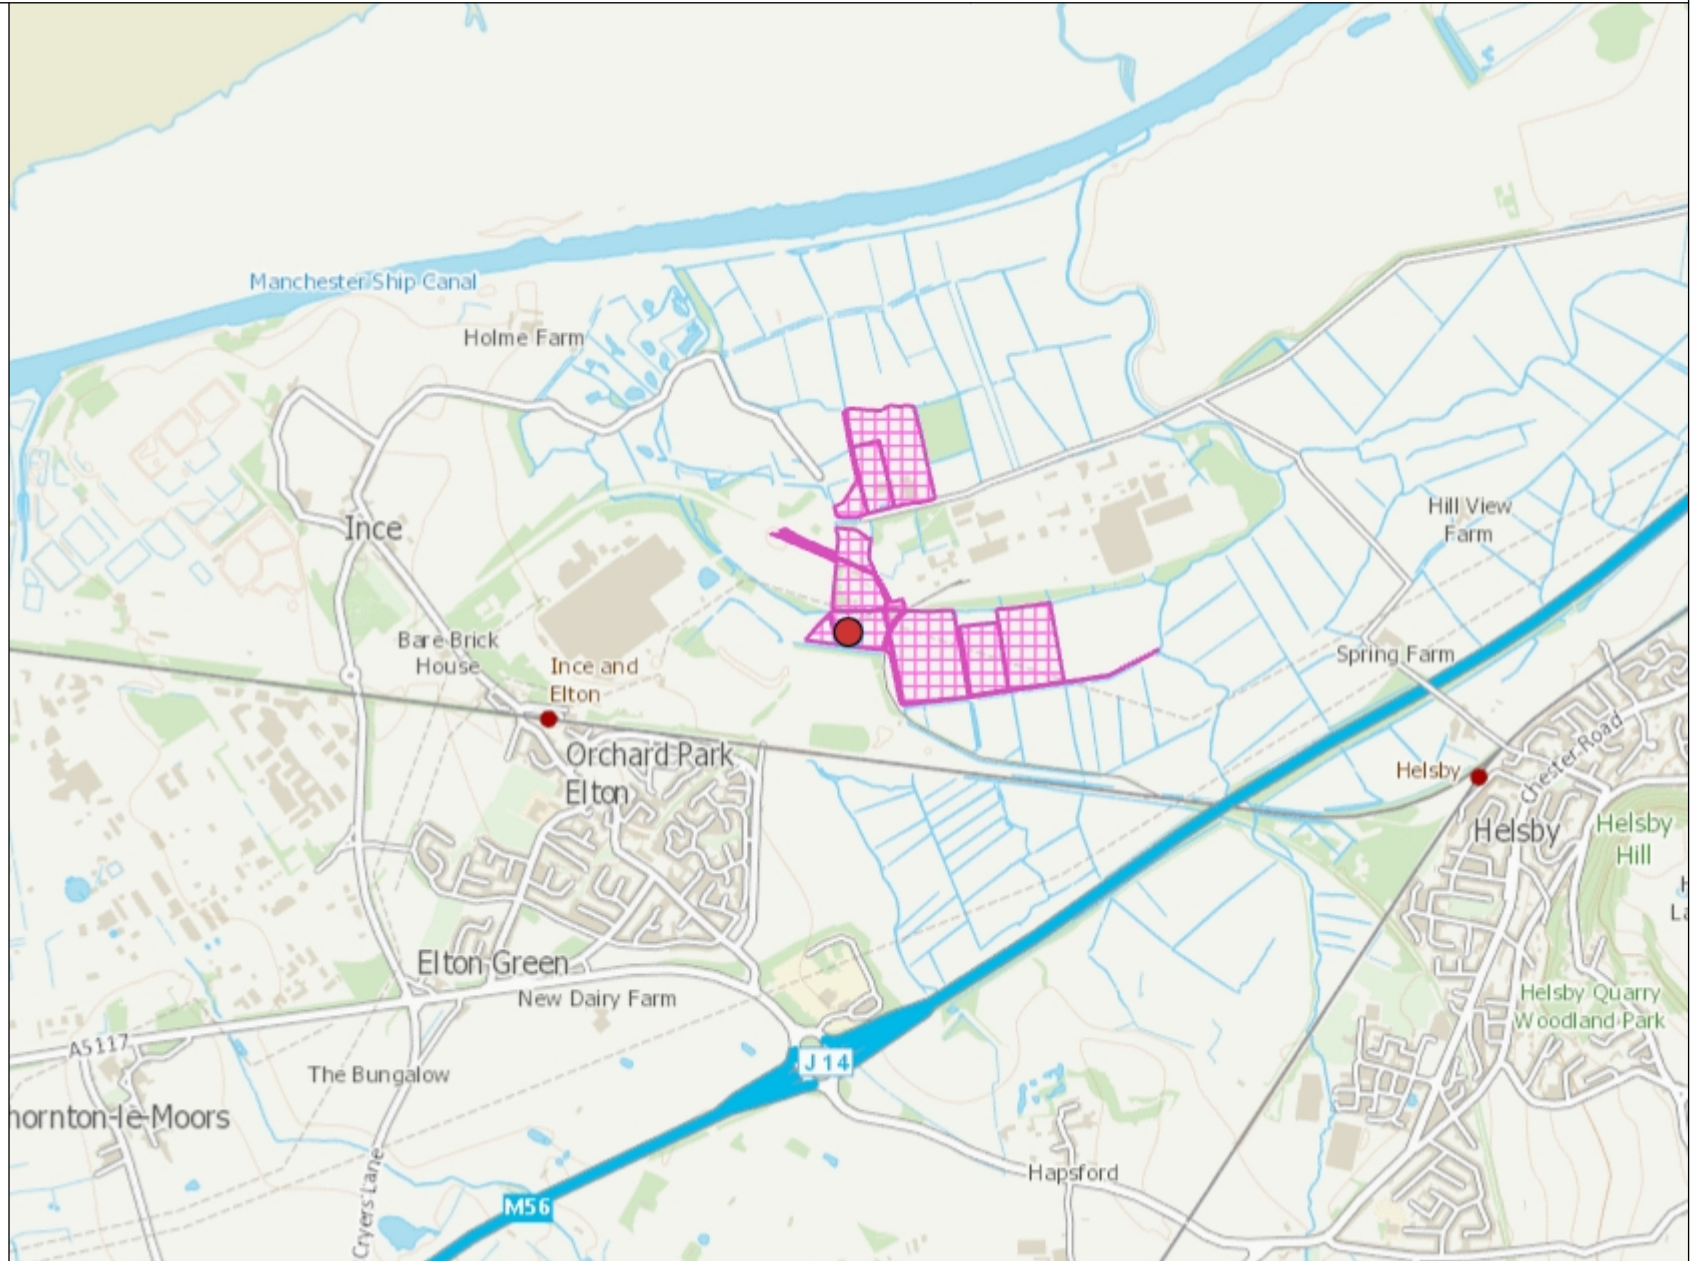 Manchester Ship Canal
Holme Farm
Ince
Hill View
Farm
Bare Brick
House
Ince and
Elton
Spring Farm
Orchard Park
Elton
Helsby
Chester Road
Helsby
Helsby
Hill
Elton Green
New Dairy Farm
Helsby Quarry
Woodland Park
A5117
J 14
The Bungalow
hornton-le-Moors
Cryers Lane
Hapsford
M56